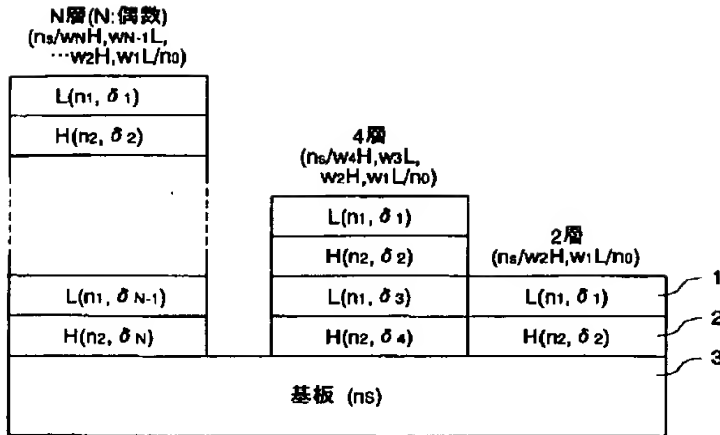 N層(N:偶数)
(ns/wNH,wN-1L,
…w2H,w1L/n0)
L(n1, δ1)
H(n2, δ2)
L(n1, δN-1)
H(n2, δN)
4層
(ns/w4H,w3L,
w2H,w1L/n0)
L(n1, δ1)
H(n2, δ2)
L(n1, δ3)
H(n2, δ4)
2層
(ns/w2H,w1L/n0)
L(n1, δ1)
H(n2, δ2)
1
2
3
基板 (ns)